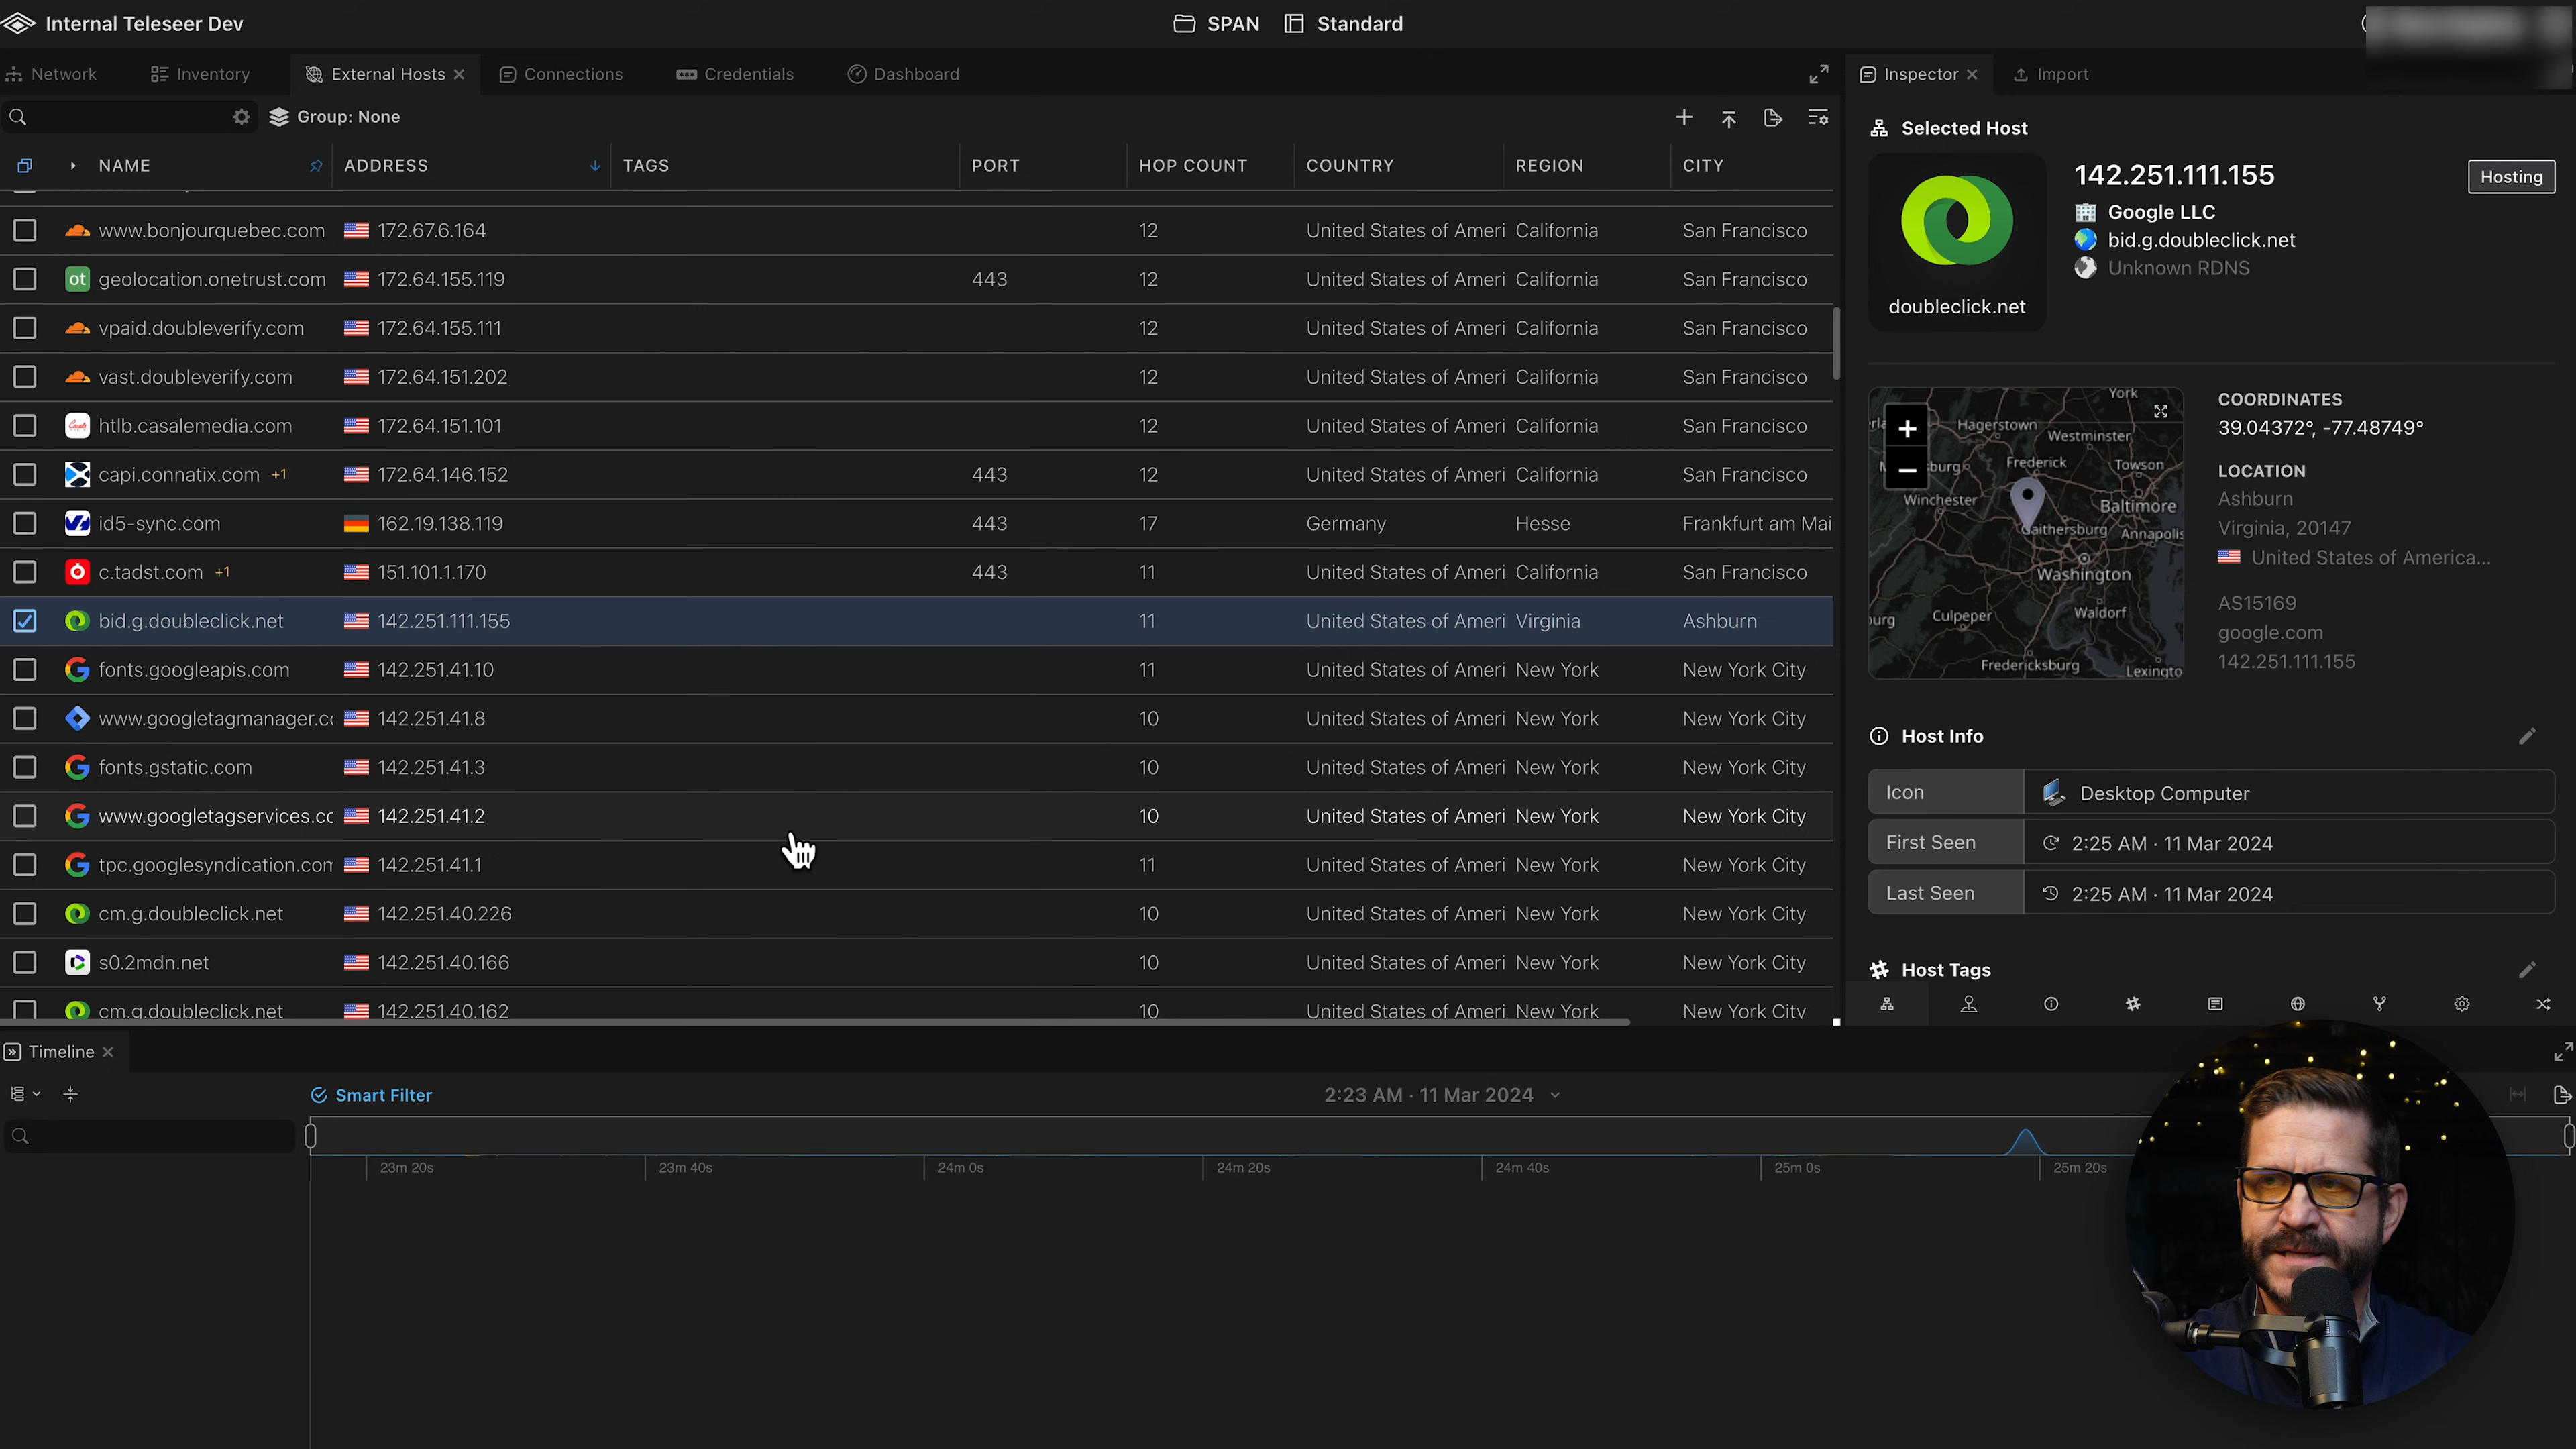 Internal Teleseer Dev
SPAN Standard
Network Inventory External Hosts Connections Credentials Dashboard
Inspector Import
Group: None
NAME ADDRESS TAGS PORT HOP COUNT COUNTRY REGION CITY
www.bonjourquebec.com 172.67.6.164 12 United States of Ameri California San Francisco
ot geolocation.onetrust.com 172.64.155.119 443 12 United States of Ameri California San Francisco
vpaid.doubleverify.com 172.64.155.111 12 United States of Ameri California San Francisco
vast.doubleverify.com 172.64.151.202 12 United States of Ameri California San Francisco
htlb.casalemedia.com 172.64.151.101 12 United States of Ameri California San Francisco
capi.connatix.com +1 172.64.146.152 443 12 United States of Ameri California San Francisco
id5-sync.com 162.19.138.119 443 17 Germany Hesse Frankfurt am Mai
c.tadst.com +1 151.101.1.170 443 11 United States of Ameri California San Francisco
bid.g.doubleclick.net 142.251.111.155 11 United States of Ameri Virginia Ashburn
fonts.googleapis.com 142.251.41.10 11 United States of Ameri New York New York City
www.googletagmanager.cc 142.251.41.8 10 United States of Ameri New York New York City
fonts.gstatic.com 142.251.41.3 10 United States of Ameri New York New York City
www.googletagservices.cc 142.251.41.2 10 United States of Ameri New York New York City
tpc.googlesyndication.com 142.251.41.1 11 United States of Ameri New York New York City
cm.g.doubleclick.net 142.251.40.226 10 United States of Ameri New York New York City
s0.2mdn.net 142.251.40.166 10 United States of Ameri New York New York City
cm.g.doubleclick.net 142.251.40.162 10 United States of Ameri New York New York City
Selected Host
142.251.111.155
Hosting
Google LLC
bid.g.doubleclick.net
Unknown RDNS
doubleclick.net
York
Hagerstown
Westminster
burg
Frederick
Towson
Winchester
Baltimore
Gaithersburg
Annapolis
Washington
Culpeper
Waldorf
urg
Fredericksburg
Lexingto
COORDINATES
39.04372°, -77.48749°
LOCATION
Ashburn
Virginia, 20147
United States of America...
AS15169
google.com
142.251.111.155
Host Info
Icon Desktop Computer
First Seen 2:25 AM · 11 Mar 2024
Last Seen 2:25 AM · 11 Mar 2024
Host Tags
Timeline
Smart Filter
2:23 AM · 11 Mar 2024
23m 20s 23m 40s 24m 0s 24m 20s 24m 40s 25m 0s 25m 20s